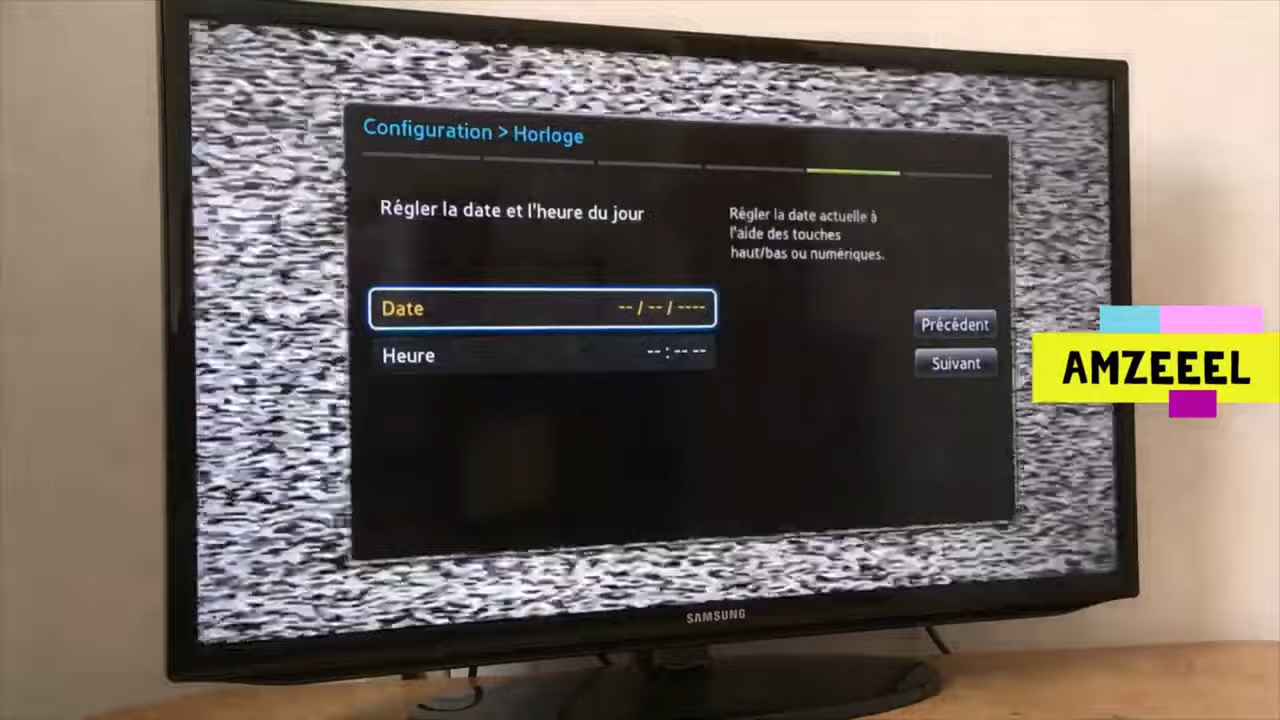 Configuration > Horloge
Régler la date et l'heure du jour
Régler la date actuelle à
l'aide des touches
haut/bas ou numériques.
Date -- / -- / ----
Heure -- : -- --
Précédent
Suivant
AMZEEEL
SAMSUNG